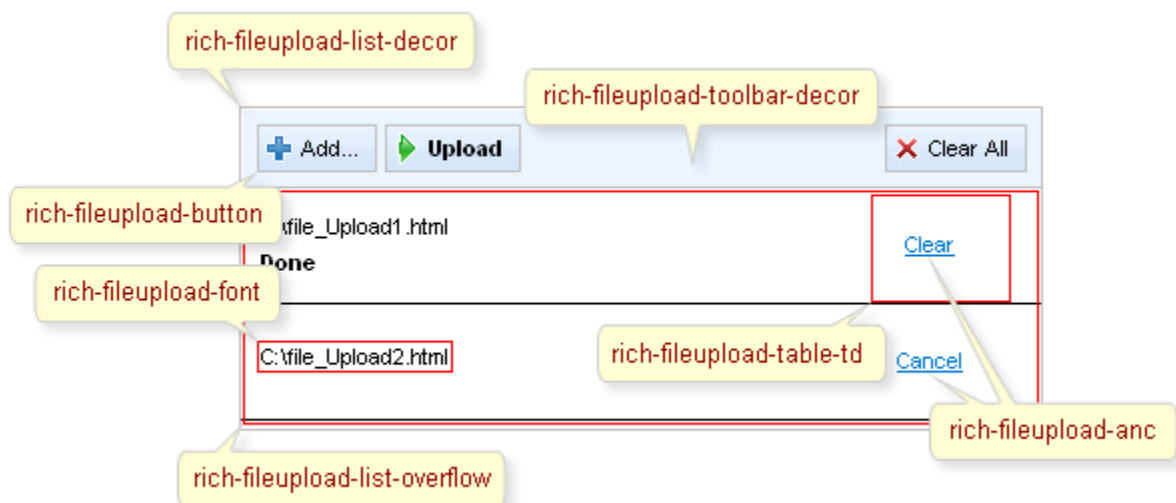 rich-fileupload-list-decor
rich-fileupload-toolbar-decor
Add... Upload Clear All
rich-fileupload-button
\file_Upload1.html
Clear
Done
rich-fileupload-font
C:\file_Upload2.html
rich-fileupload-table-td
Cancel
rich-fileupload-anc
rich-fileupload-list-overflow